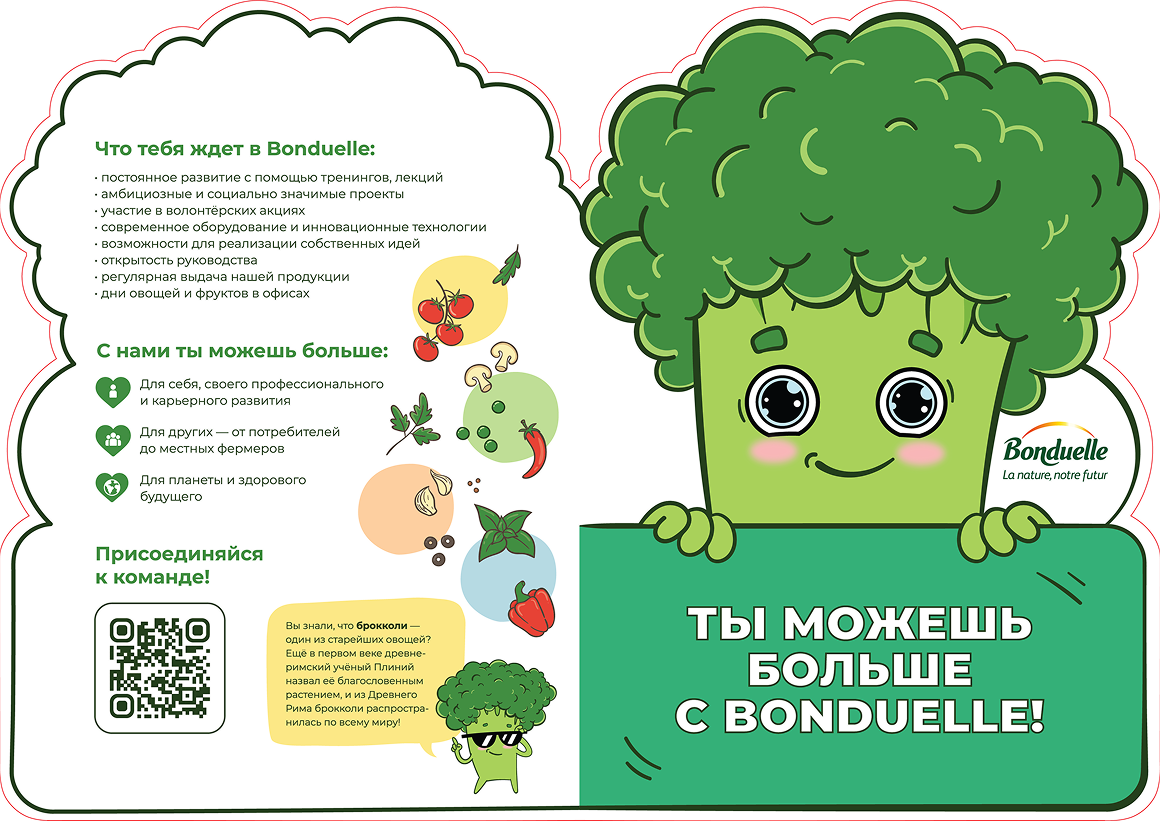 Что тебя ждет в Bonduelle:
· постоянное развитие с помощью тренингов, лекций
· амбициозные и социально значимые проекты
· участие в волонтёрских акциях
· современное оборудование и инновационные технологии
· возможности для реализации собственных идей
· открытость руководства
· регулярная выдача нашей продукции
· дни овощей и фруктов в офисах
С нами ты можешь больше:
Для себя, своего профессионального
и карьерного развития
Для других — от потребителей
до местных фермеров
Для планеты и здорового
будущего
Присоединяйся
к команде!
Вы знали, что брокколи —
один из старейших овощей?
Ещё в первом веке древне-
римский учёный Плиний
назвал её благословенным
растением, и из Древнего
Рима брокколи распростра-
нилась по всему миру!
Bonduelle
La nature, notre futur
ТЫ МОЖЕШЬ
БОЛЬШЕ
С BONDUELLE!